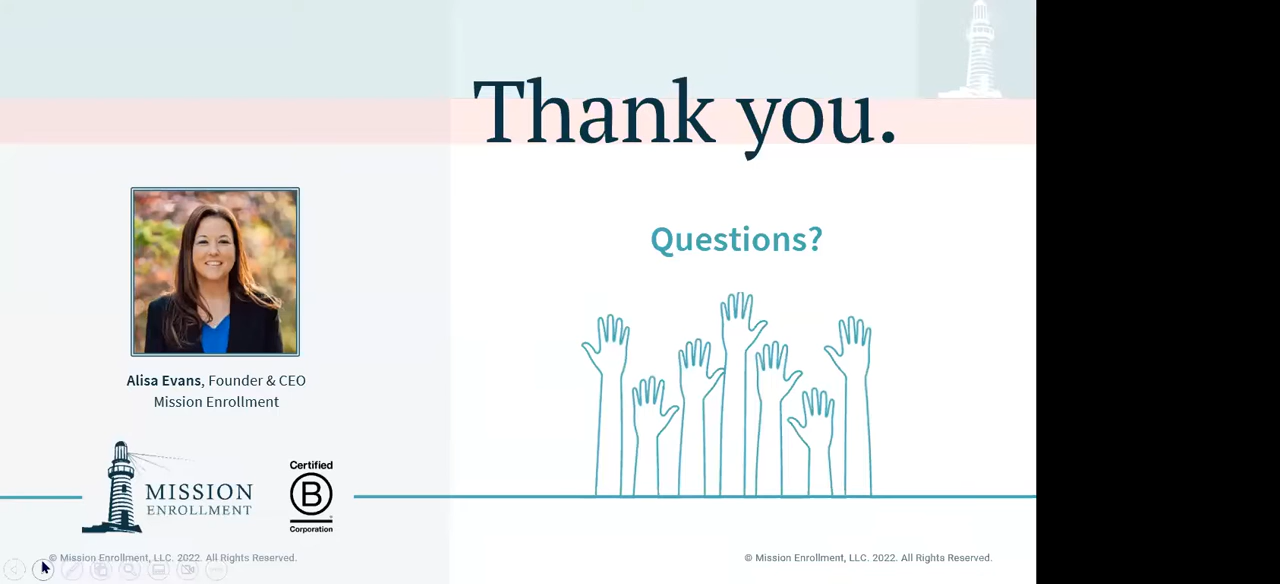 Thank you.
Questions?
Alisa Evans, Founder & CEO
Mission Enrollment
MISSION
ENROLLMENT
Certified
B
Corporation
© Mission Enrollment, LLC. 2022. All Rights Reserved.
© Mission Enrollment, LLC. 2022. All Rights Reserved.